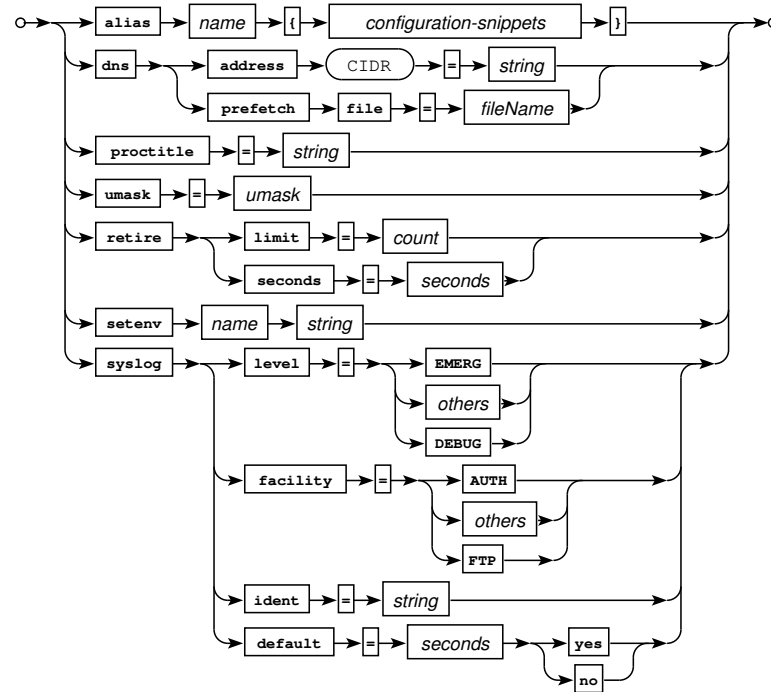 alias name { configuration-snippets }
dns address CIDR = string
prefetch file = fileName
proctitle = string
umask = umask
retire limit = count
seconds = seconds
setenv name string
syslog level = EMERG
others
DEBUG
facility = AUTH
others
FTP
ident = string
default = seconds yes
no